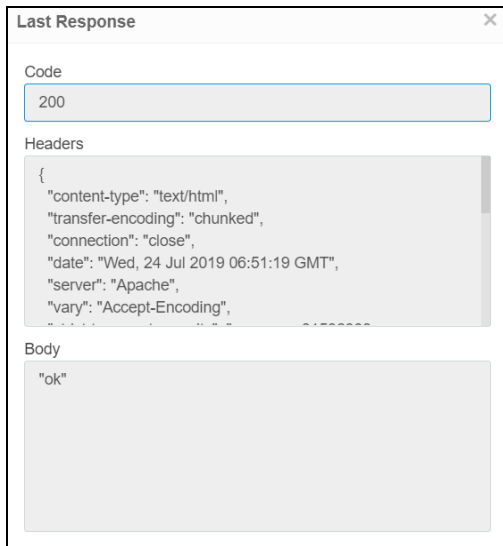 Last Response ×
Code
200
Headers
{
"content-type": "text/html",
"transfer-encoding": "chunked",
"connection": "close",
"date": "Wed, 24 Jul 2019 06:51:19 GMT",
"server": "Apache",
"vary": "Accept-Encoding",
Body
"ok"